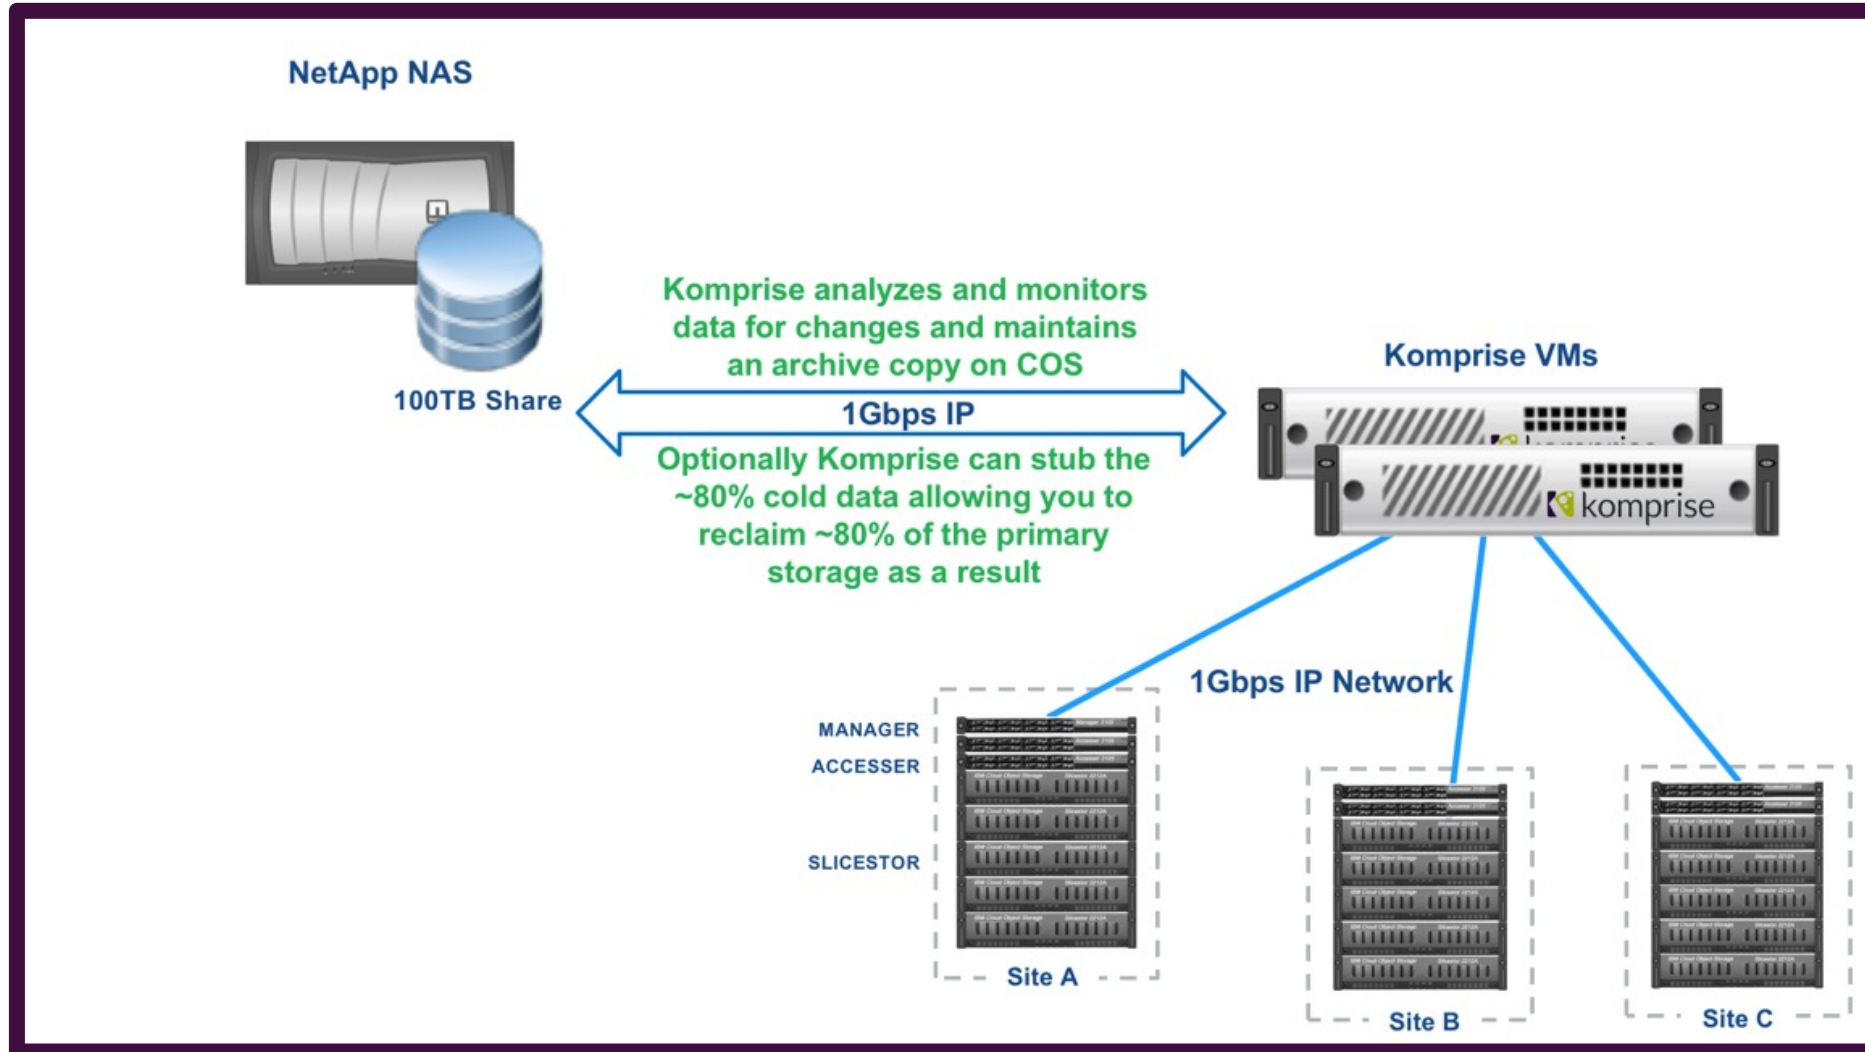 NetApp NAS
100TB Share
Komprise analyzes and monitors
data for changes and maintains
an archive copy on COS
1Gbps IP
Optionally Komprise can stub the
~80% cold data allowing you to
reclaim ~80% of the primary
storage as a result
Komprise VMs
komprise
1Gbps IP Network
MANAGER
ACCESSER
SLICESTOR
Site A
Site B
Site C